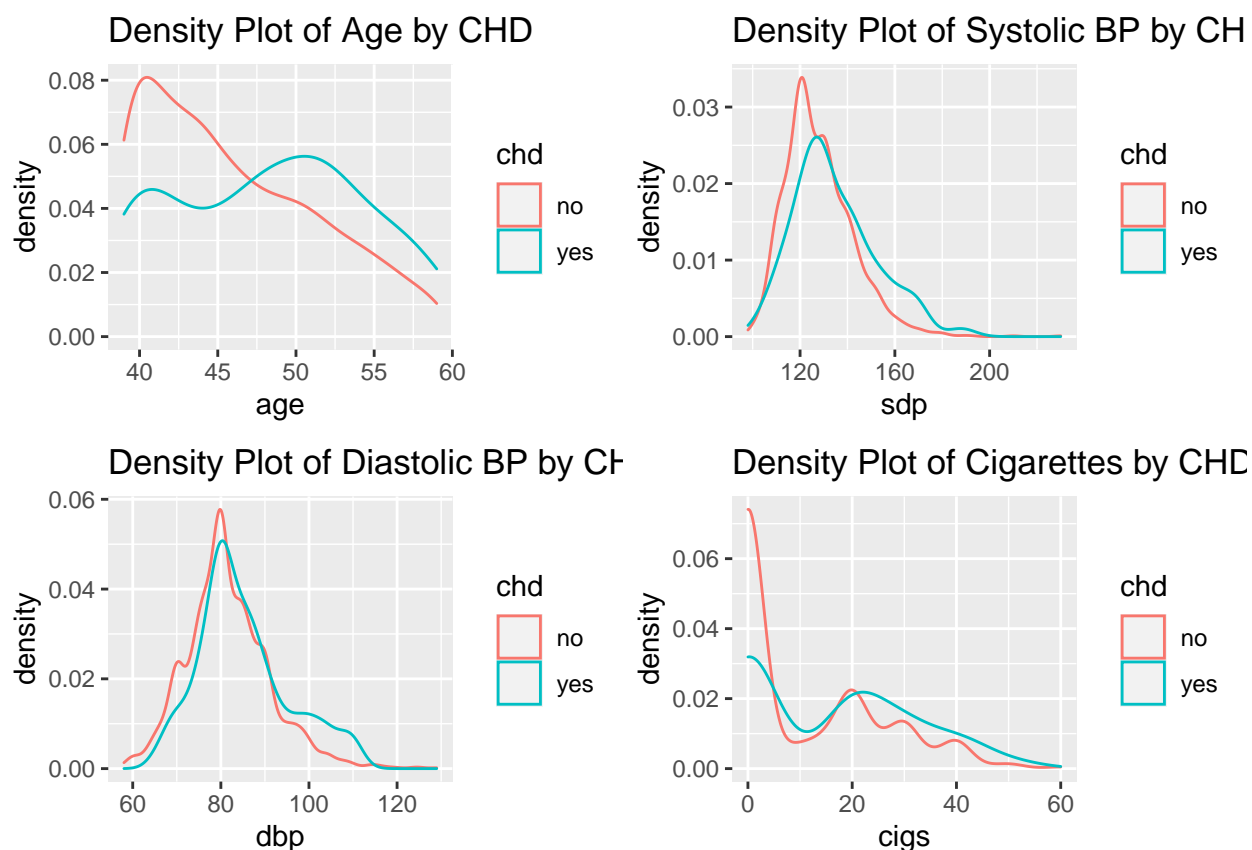 Density Plot of Age by CHD
0.08
0.06
0.04
0.02
0.00
density
40 45 50 55 60
age
chd
no
yes
Density Plot of Systolic BP by CH
0.03
0.02
0.01
0.00
density
120 160 200
sdp
chd
no
yes
Density Plot of Diastolic BP by CH
0.06
0.04
0.02
0.00
density
60 80 100 120
dbp
chd
no
yes
Density Plot of Cigarettes by CHD
0.06
0.04
0.02
0.00
density
0 20 40 60
cigs
chd
no
yes